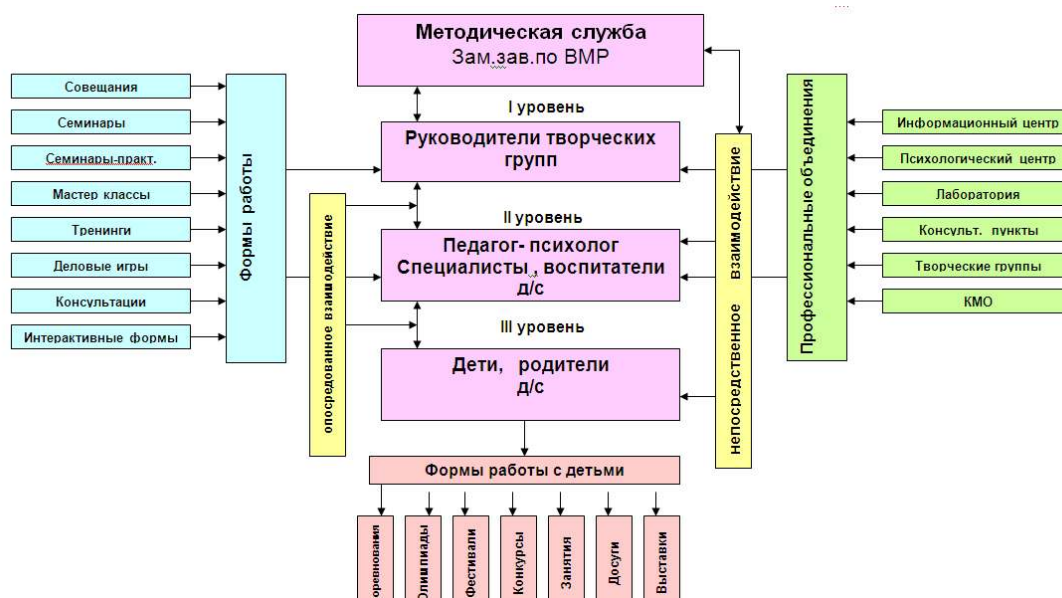 Методическая служба
Зам.зав.по ВМР
I уровень
Руководители творческих
групп
II уровень
Педагог- психолог
Специалисты , воспитатели
д/с
III уровень
Дети, родители
д/с
Совещания
Семинары
Семинары-практ.
Мастер классы
Тренинги
Деловые игры
Консультации
Интерактивные формы
Формы работы
опосредованное взаимодействие
непосредственное взаимодействие
Профессиональные объединения
Информационный центр
Психологический центр
Лаборатория
Консульт. пункты
Творческие группы
КМО
Формы работы с детьми
оревнования
Олимпиады
Фестивали
Конкурсы
Занятия
Досуги
Выставки